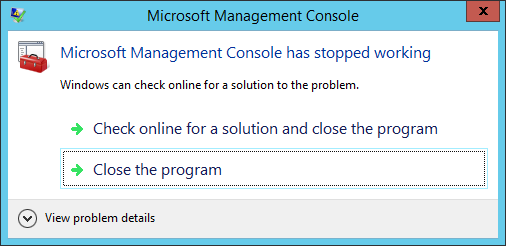 Microsoft Management Console
x
Microsoft Management Console has stopped working
Windows can check online for a solution to the problem.
Check online for a solution and close the program
Close the program
View problem details